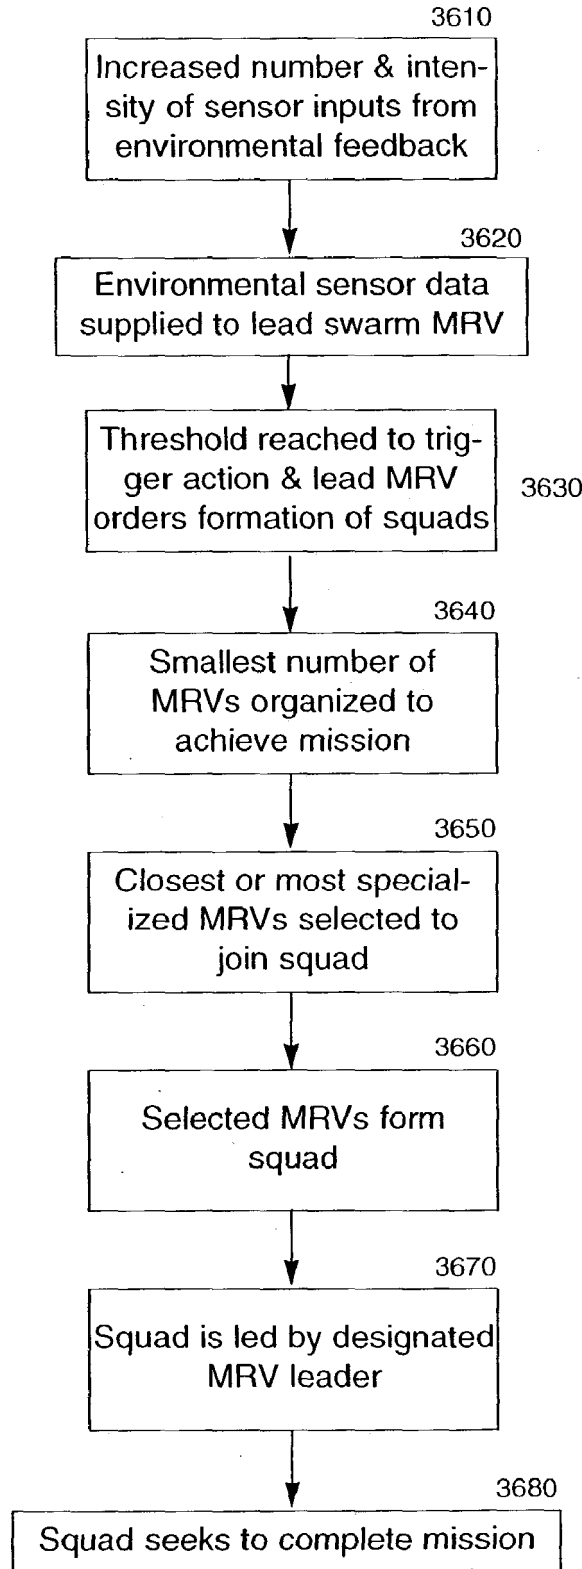 3610
Increased number & inten-
sity of sensor inputs from
environmental feedback
3620
Environmental sensor data
supplied to lead swarm MRV
Threshold reached to trig-
ger action & lead MRV
orders formation of squads
3630
3640
Smallest number of
MRVs organized to
achieve mission
3650
Closest or most special-
ized MRVs selected to
join squad
3660
Selected MRVs form
squad
3670
Squad is led by designated
MRV leader
3680
Squad seeks to complete mission